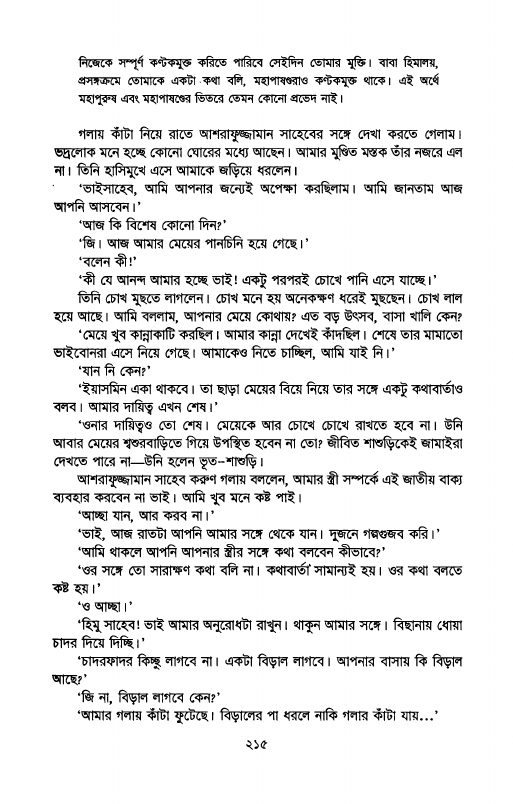 নিজেকে সম্পূর্ণ কণ্টকমুক্ত করিতে পারিবে সেইদিন তোমার মুক্তি। বাবা হিমালয়,
প্রসঙ্গক্রমে তোমাকে একটা কথা বলি, মহাপাষণ্ডরাও কণ্টকমুক্ত থাকে। এই অর্থে
মহাপুরুষ এবং মহাপাষণ্ডের ভিতরে তেমন কোনো প্রভেদ নাই।
গলায় কাঁটা নিয়ে রাতে আশরাফুজ্জামান সাহেবের সঙ্গে দেখা করতে গেলাম।
ভদ্রলোক মনে হচ্ছে কোনো ঘোরের মধ্যে আছেন। আমার মুণ্ডিত মস্তক তাঁর নজরে এল
না। তিনি হাসিমুখে এসে আমাকে জড়িয়ে ধরলেন।
‘ভাইসাহেব, আমি আপনার জন্যেই অপেক্ষা করছিলাম। আমি জানতাম আজ
আপনি আসবেন।’
‘আজ কি বিশেষ কোনো দিন?’
‘জি। আজ আমার মেয়ের পানচিনি হয়ে গেছে।’
‘বলেন কী!’
‘কী যে আনন্দ আমার হচ্ছে ভাই! একটু পরপরই চোখে পানি এসে যাচ্ছে।’
তিনি চোখ মুছতে লাগলেন। চোখ মনে হয় অনেকক্ষণ ধরেই মুছছেন। চোখ লাল
হয়ে আছে। আমি বললাম, আপনার মেয়ে কোথায়? এত বড় উৎসব, বাসা খালি কেন?
‘মেয়ে খুব কান্নাকাটি করছিল। আমার কান্না দেখেই কাঁদছিল। শেষে তার মামাতো
ভাইবোনরা এসে নিয়ে গেছে। আমাকেও নিতে চাচ্ছিল, আমি যাই নি।’
‘যান নি কেন?’
‘ইয়াসমিন একা থাকবে। তা ছাড়া মেয়ের বিয়ে নিয়ে তার সঙ্গে একটু কথাবার্তাও
বলব। আমার দায়িত্ব এখন শেষ।’
‘ওনার দায়িত্বও তো শেষ। মেয়েকে আর চোখে চোখে রাখতে হবে না। উনি
আবার মেয়ের শ্বশুরবাড়িতে গিয়ে উপস্থিত হবেন না তো? জীবিত শাশুড়িকেই জামাইরা
দেখতে পারে না—উনি হলেন ভূত-শাশুড়ি।
আশরাফুজ্জামান সাহেব করুণ গলায় বললেন, আমার স্ত্রী সম্পর্কে এই জাতীয় বাক্য
ব্যবহার করবেন না ভাই। আমি খুব মনে কষ্ট পাই।
‘আচ্ছা যান, আর করব না।’
‘ভাই, আজ রাতটা আপনি আমার সঙ্গে থেকে যান। দুজনে গল্পগুজব করি।’
‘আমি থাকলে আপনি আপনার স্ত্রীর সঙ্গে কথা বলবেন কীভাবে?’
‘ওর সঙ্গে তো সারাক্ষণ কথা বলি না। কথাবার্তা সামান্যই হয়। ওর কথা বলতে
কষ্ট হয়।’
‘ও আচ্ছা।’
‘হিমু সাহেব! ভাই আমার অনুরোধটা রাখুন। থাকুন আমার সঙ্গে। বিছানায় ধোয়া
চাদর দিয়ে দিচ্ছি।’
‘চাদরফাদর কিচ্ছু লাগবে না। একটা বিড়াল লাগবে। আপনার বাসায় কি বিড়াল
আছে?’
‘জি না, বিড়াল লাগবে কেন?’
‘আমার গলায় কাঁটা ফুটেছে। বিড়ালের পা ধরলে নাকি গলার কাঁটা যায়...’
২১৫